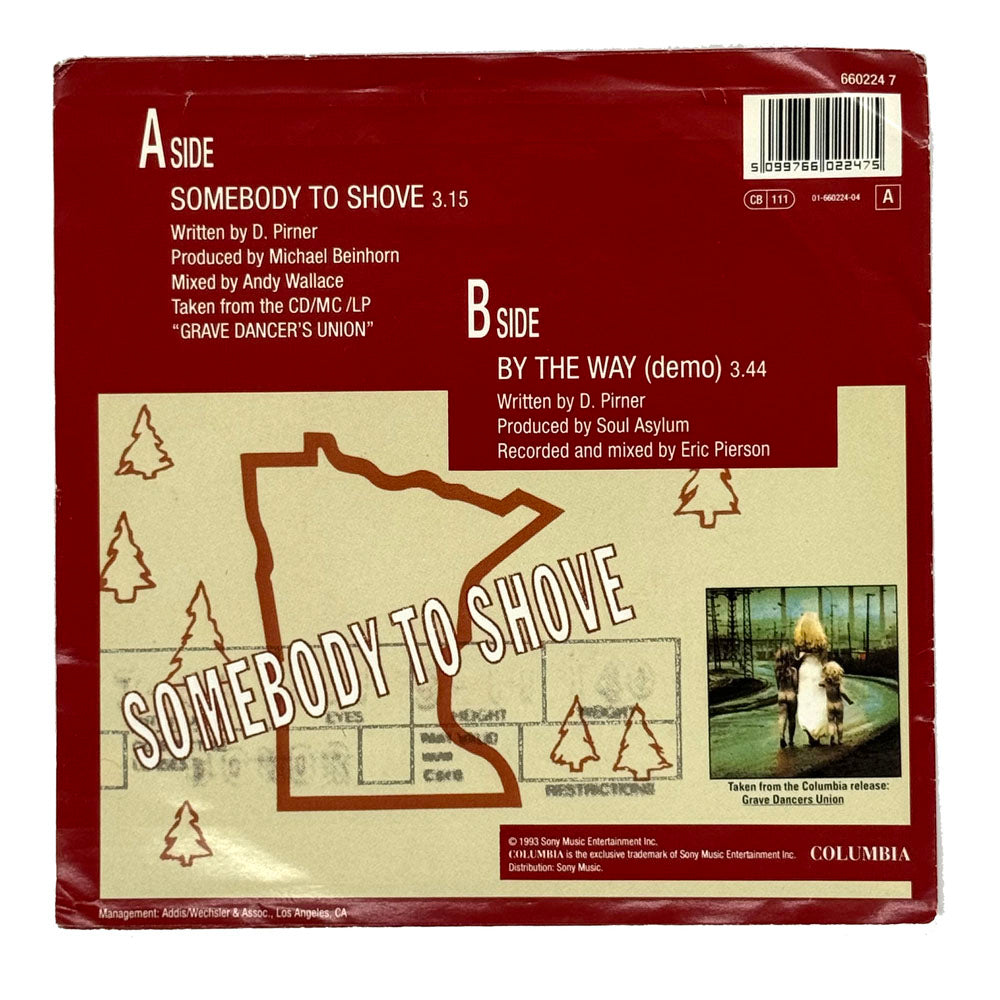 660224 7
5 099766 022475
CB 111 01-660224-04 A
A SIDE
SOMEBODY TO SHOVE 3.15
Written by D. Pirner
Produced by Michael Beinhorn
Mixed by Andy Wallace
Taken from the CD/MC /LP
“GRAVE DANCER’S UNION”
B SIDE
BY THE WAY (demo) 3.44
Written by D. Pirner
Produced by Soul Asylum
Recorded and mixed by Eric Pierson
SOMEBODY TO SHOVE
EYES HEIGHT WEIGHT
RESTRICTIONS
Taken from the Columbia release:
Grave Dancers Union
© 1993 Sony Music Entertainment Inc.
COLUMBIA is the exclusive trademark of Sony Music Entertainment Inc.
Distribution: Sony Music.
COLUMBIA
Management: Addis/Wechsler & Assoc., Los Angeles, CA